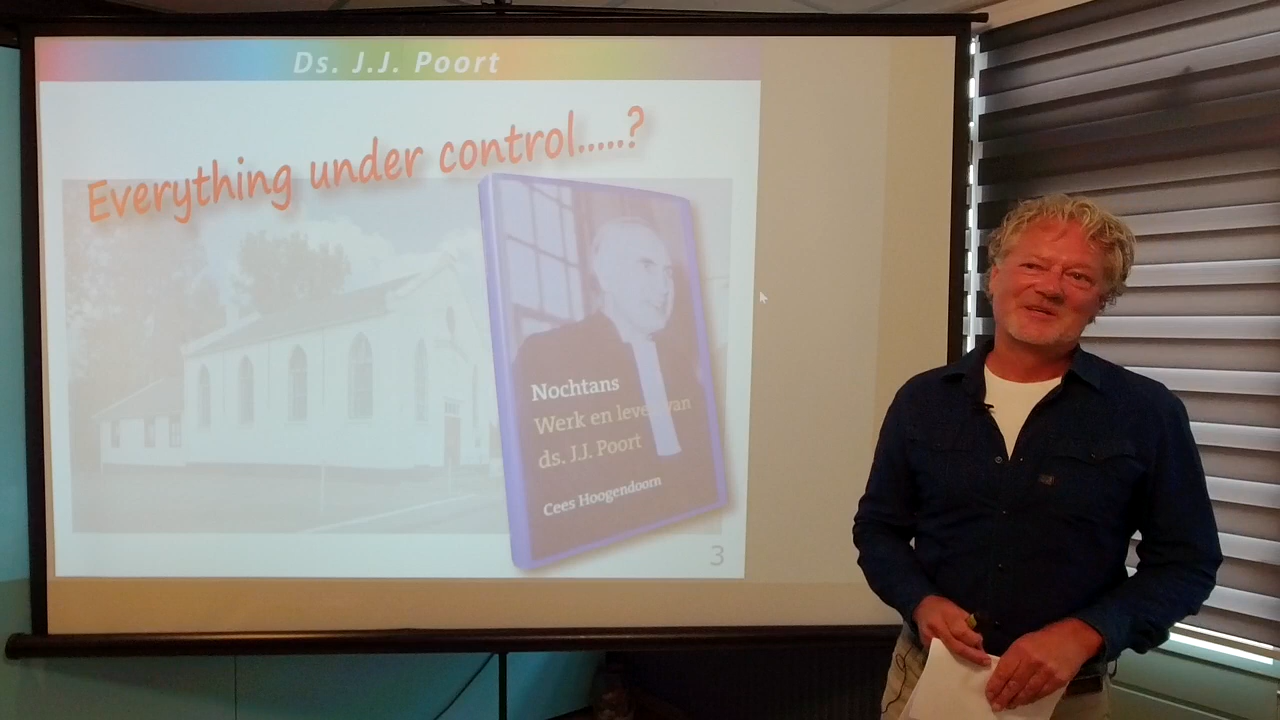 Ds. J.J. Poort
Everything under control.....?
Nochtans
Werk en leven van
ds. J.J. Poort
Cees Hoogendoorn
3